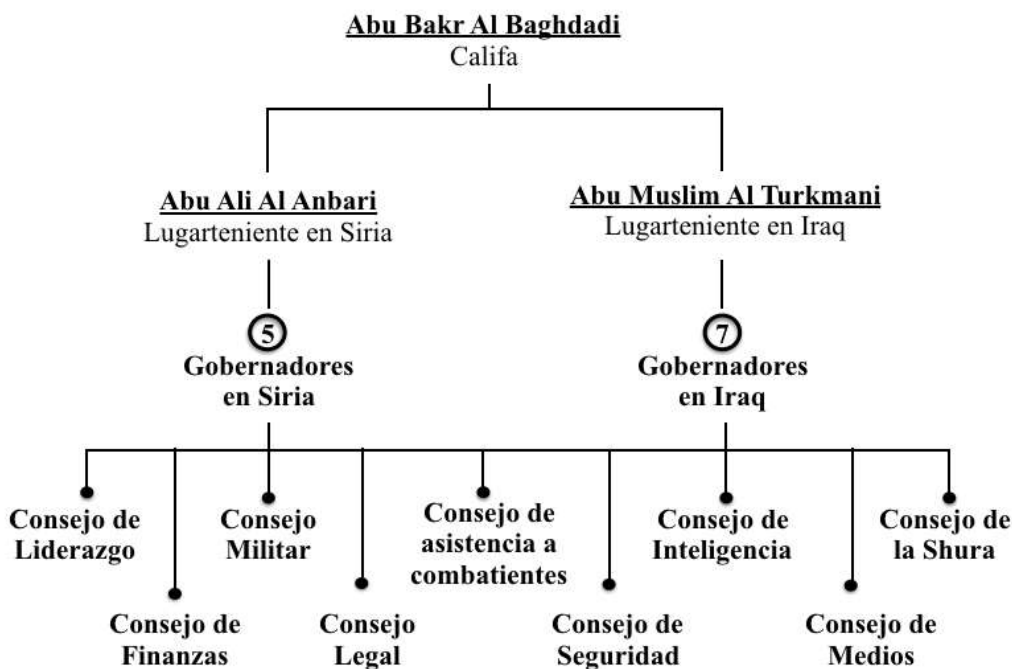 Abu Bakr Al Baghdadi
Califa
Abu Ali Al Anbari
Lugarteniente en Siria
Abu Muslim Al Turkmani
Lugarteniente en Iraq
5
Gobernadores
en Siria
7
Gobernadores
en Iraq
Consejo de
Liderazgo
Consejo
Militar
Consejo de
asistencia a
combatientes
Consejo de
Inteligencia
Consejo de
la Shura
Consejo de
Finanzas
Consejo
Legal
Consejo de
Seguridad
Consejo de
Medios